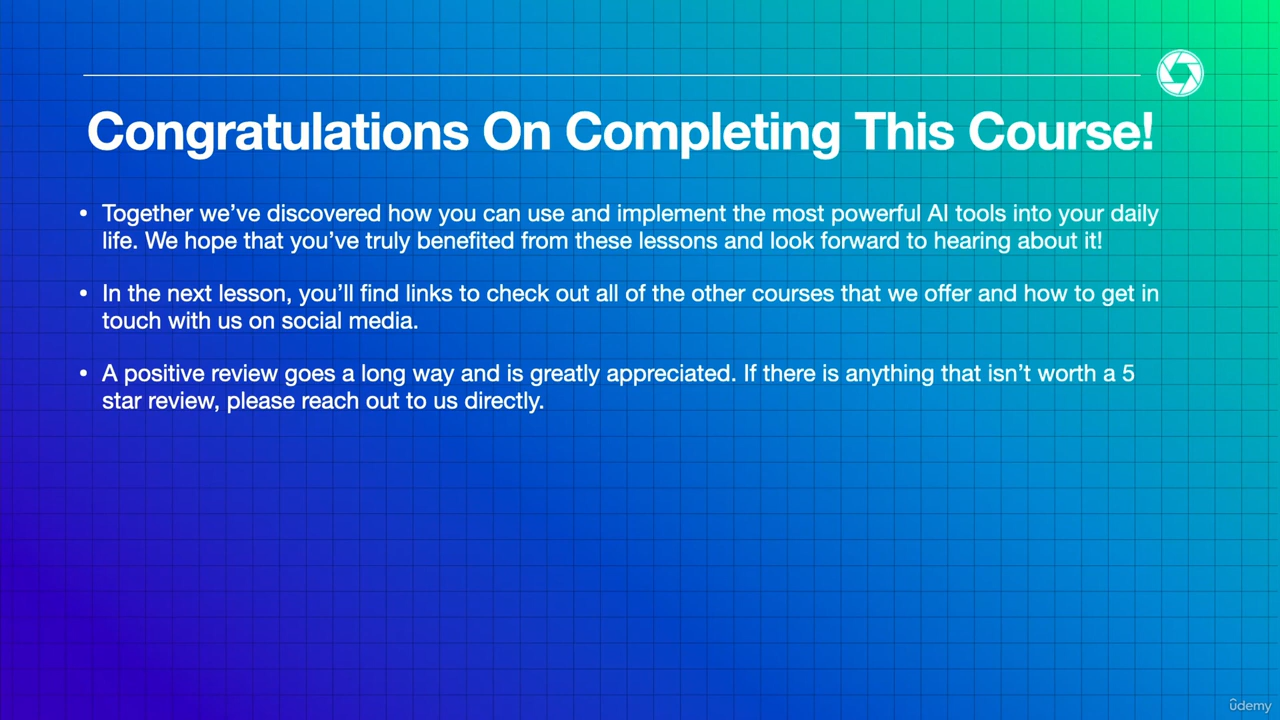 Congratulations On Completing This Course!
• Together we’ve discovered how you can use and implement the most powerful AI tools into your daily
life. We hope that you’ve truly benefited from these lessons and look forward to hearing about it!
• In the next lesson, you’ll find links to check out all of the other courses that we offer and how to get in
touch with us on social media.
• A positive review goes a long way and is greatly appreciated. If there is anything that isn’t worth a 5
star review, please reach out to us directly.
ûdemy